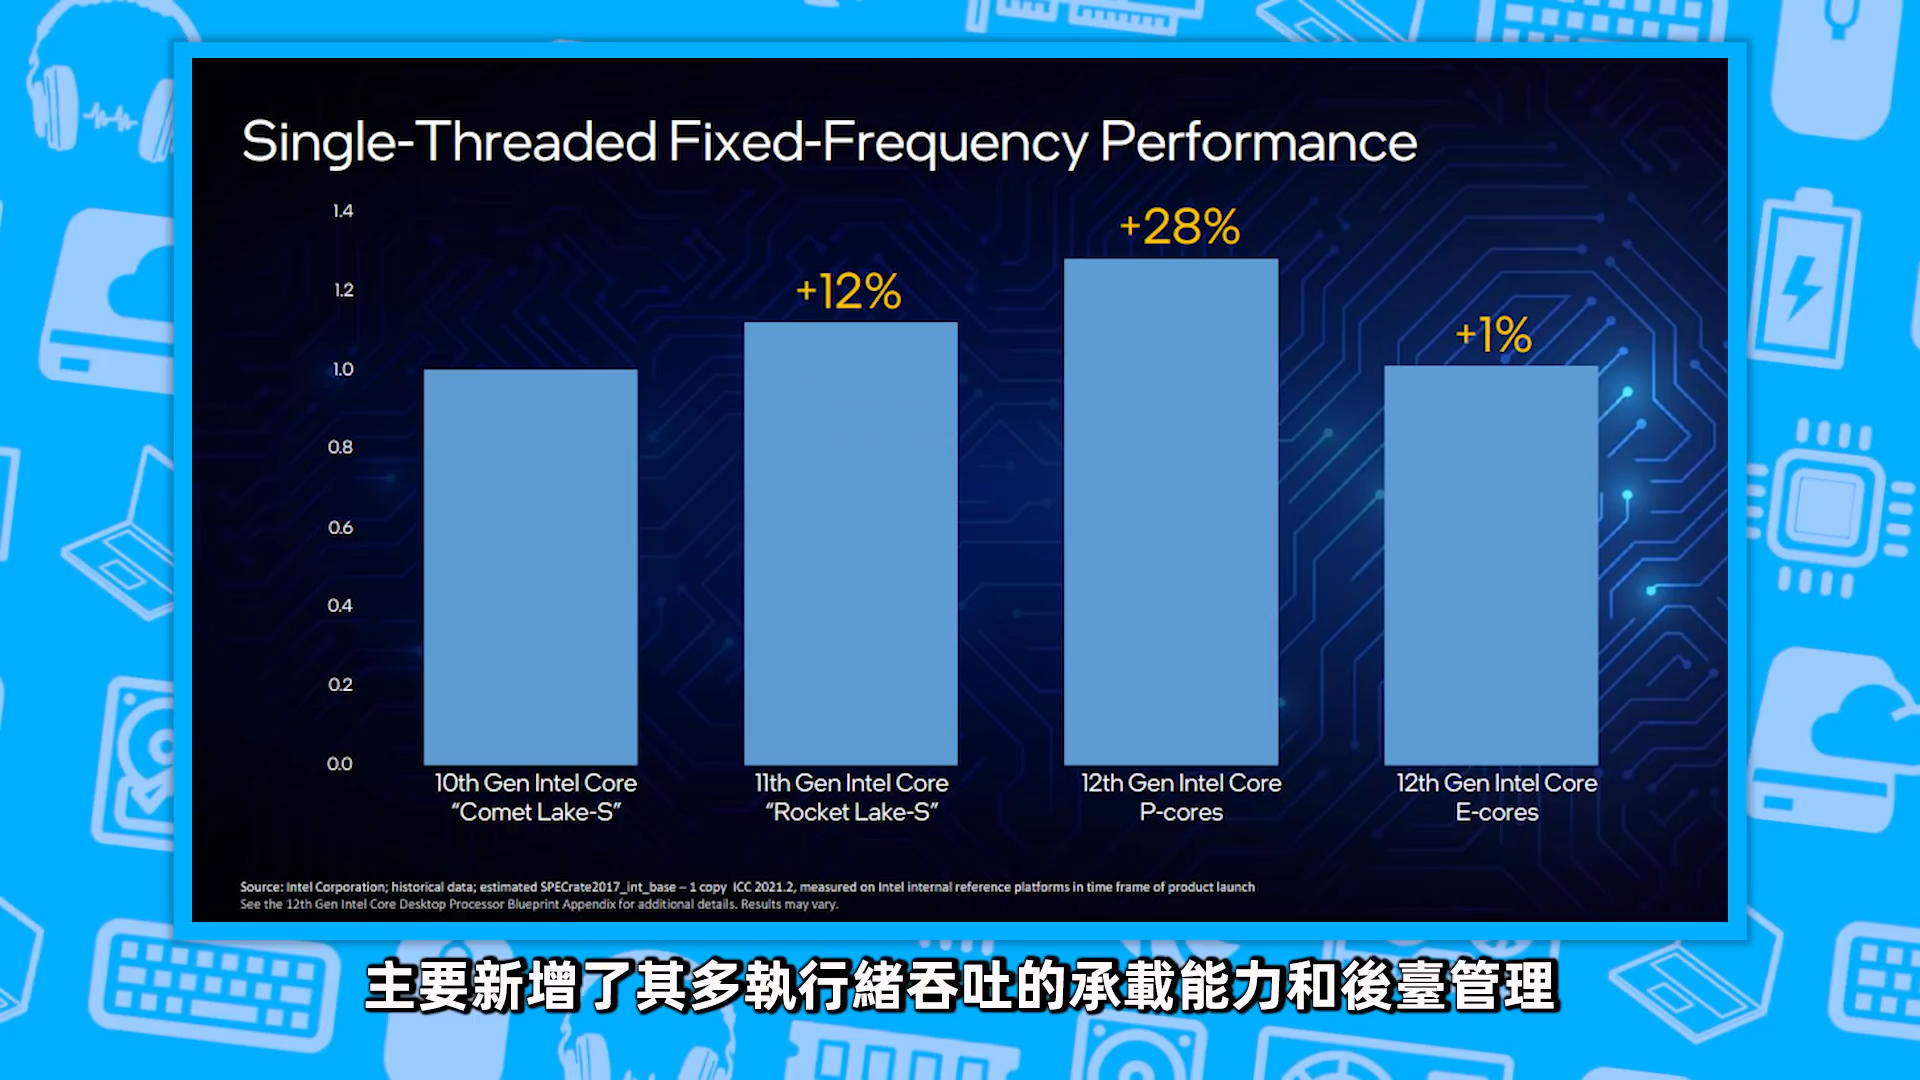 Single-Threaded Fixed-Frequency Performance
1.4
1.2
1.0
0.8
0.6
0.4
0.2
0.0
+12%
+28%
+1%
10th Gen Intel Core
“Comet Lake-S”
11th Gen Intel Core
“Rocket Lake-S”
12th Gen Intel Core
P-cores
12th Gen Intel Core
E-cores
Source: Intel Corporation; historical data; estimated SPECrate2017_int_base – 1 copy ICC 2021.2, measured on Intel internal reference platforms in time frame of product launch
See the 12th Gen Intel Core Desktop Processor Blueprint Appendix for additional details. Results may vary.
主要新增了其多執行緒吞吐的承載能力和後臺管理